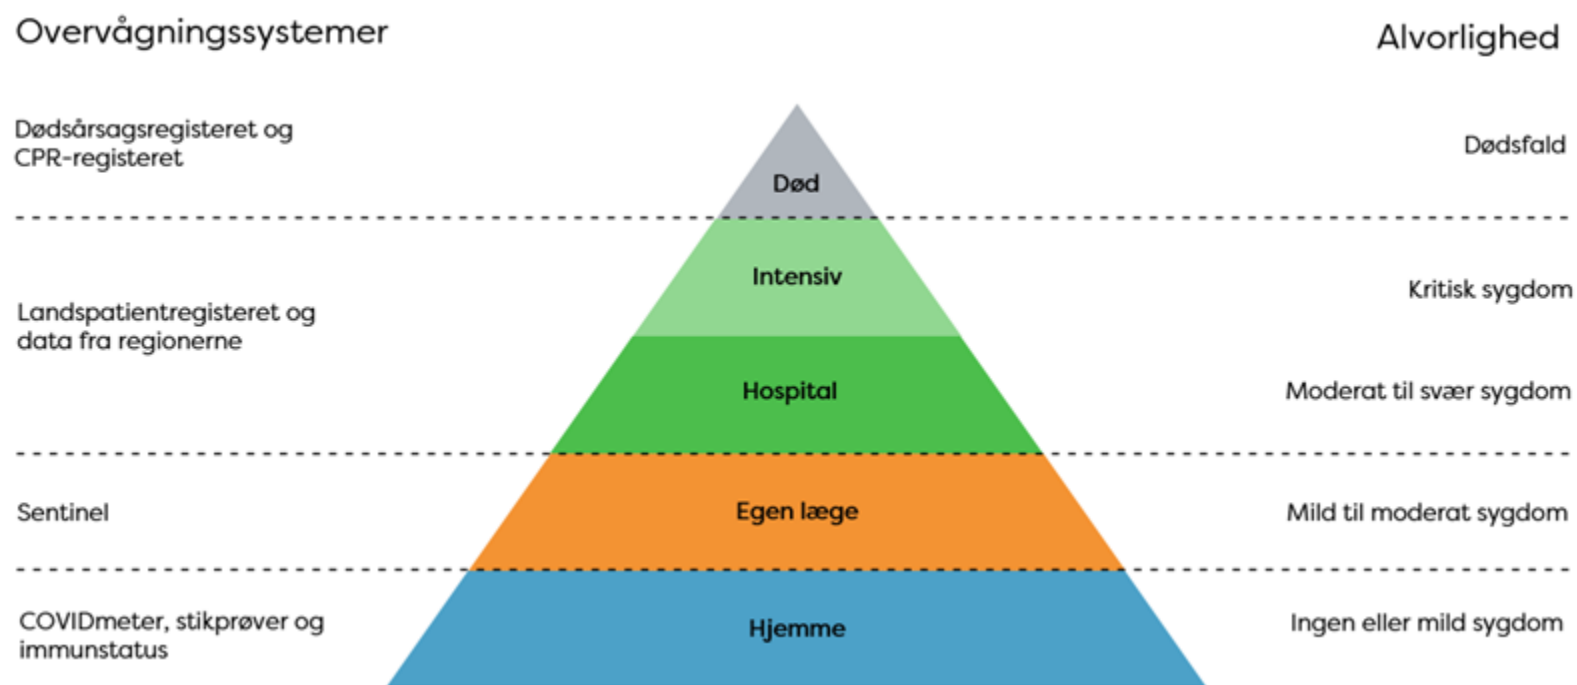 Overvågningssystemer
Alvorlighed
Dødsårsagsregisteret og
CPR-registeret
Død
Dødsfald
Landspatientregisteret og
data fra regionerne
Intensiv
Kritisk sygdom
Hospital
Moderat til svær sygdom
Sentinel
Egen læge
Mild til moderat sygdom
COVIDmeter, stikprøver og
immunstatus
Hjemme
Ingen eller mild sygdom